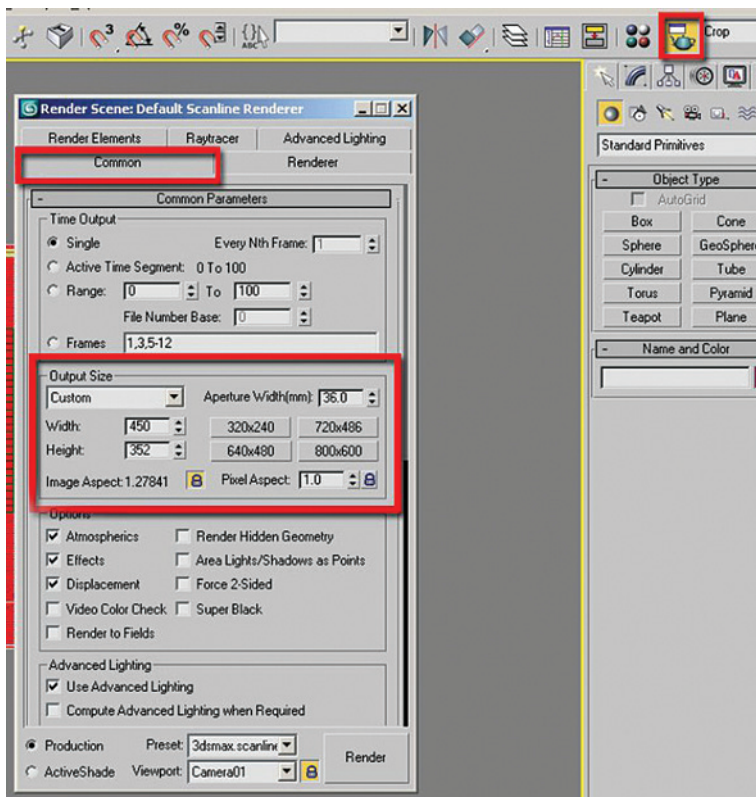 ABC
Crop
Render Scene: Default Scanline Renderer
Render Elements Raytracer Advanced Lighting
Common Renderer
- Common Parameters
Time Output
Single Every Nth Frame: 1
Active Time Segment: 0 To 100
Range: 0 To 100
File Number Base: 0
Frames 1,3,5-12
Output Size
Custom Aperture Width(mm): 36.0
Width: 450 320x240 720x486
Height: 352 640x480 800x600
Image Aspect: 1.27841 Pixel Aspect: 1.0
Options
Atmospherics Render Hidden Geometry
Effects Area Lights/Shadows as Points
Displacement Force 2-Sided
Video Color Check Super Black
Render to Fields
Advanced Lighting
Use Advanced Lighting
Compute Advanced Lighting when Required
Production Preset: 3dsmax.scanline
ActiveShade Viewport: Camera01
Render
Standard Primitives
- Object Type
AutoGrid
Box Cone
Sphere GeoSphere
Cylinder Tube
Torus Pyramid
Teapot Plane
- Name and Color